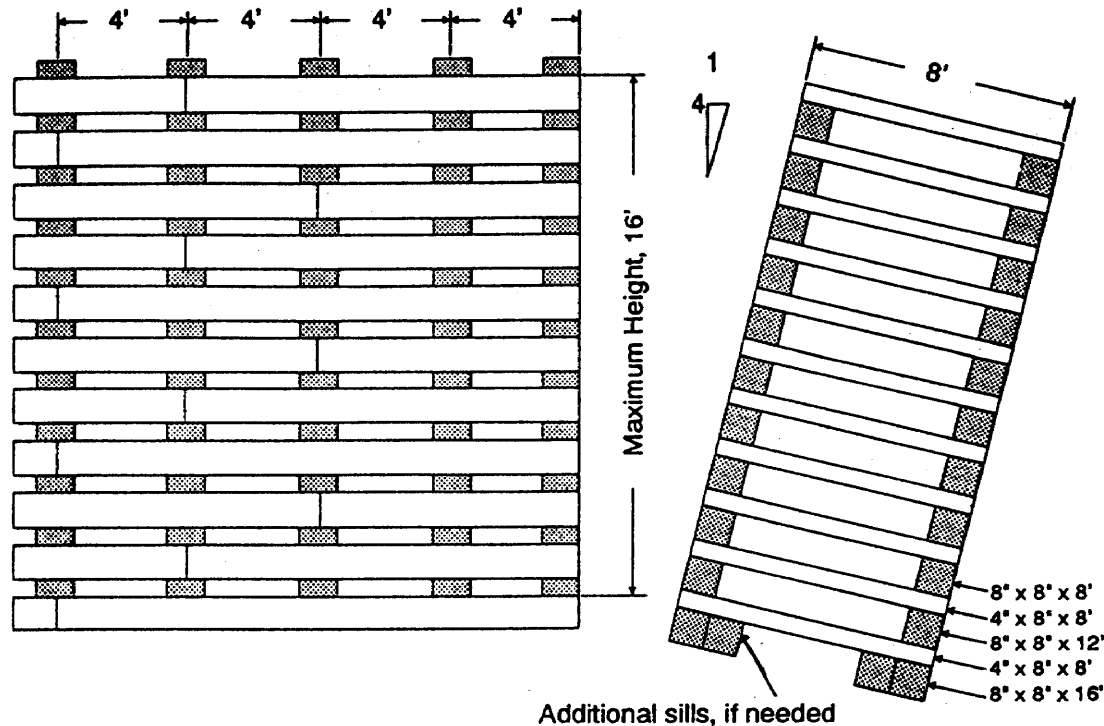 4' 4' 4' 4'
Maximum Height, 16'
1
4
8'
8" x 8" x 8'
4" x 8" x 8'
8" x 8" x 12'
4" x 8" x 8'
8" x 8" x 16'
Additional sills, if needed